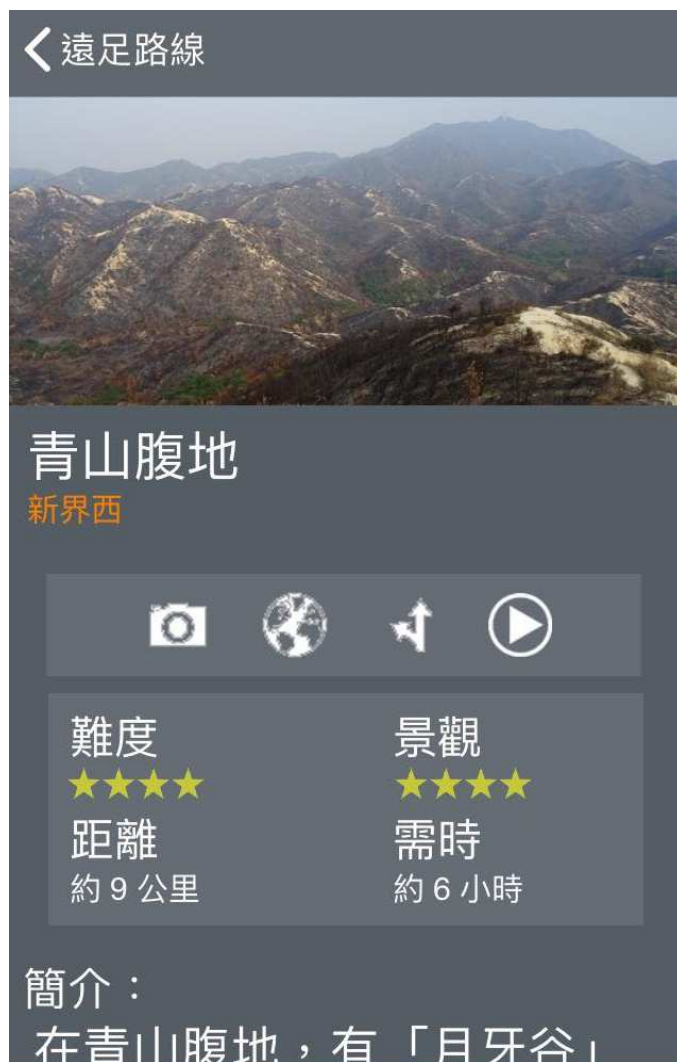 遠足路線
青山腹地
新界西
難度
景觀
★★★★
★★★★
距離
需時
約 9 公里
約 6 小時
簡介：
在青山腹地，有「月牙谷」